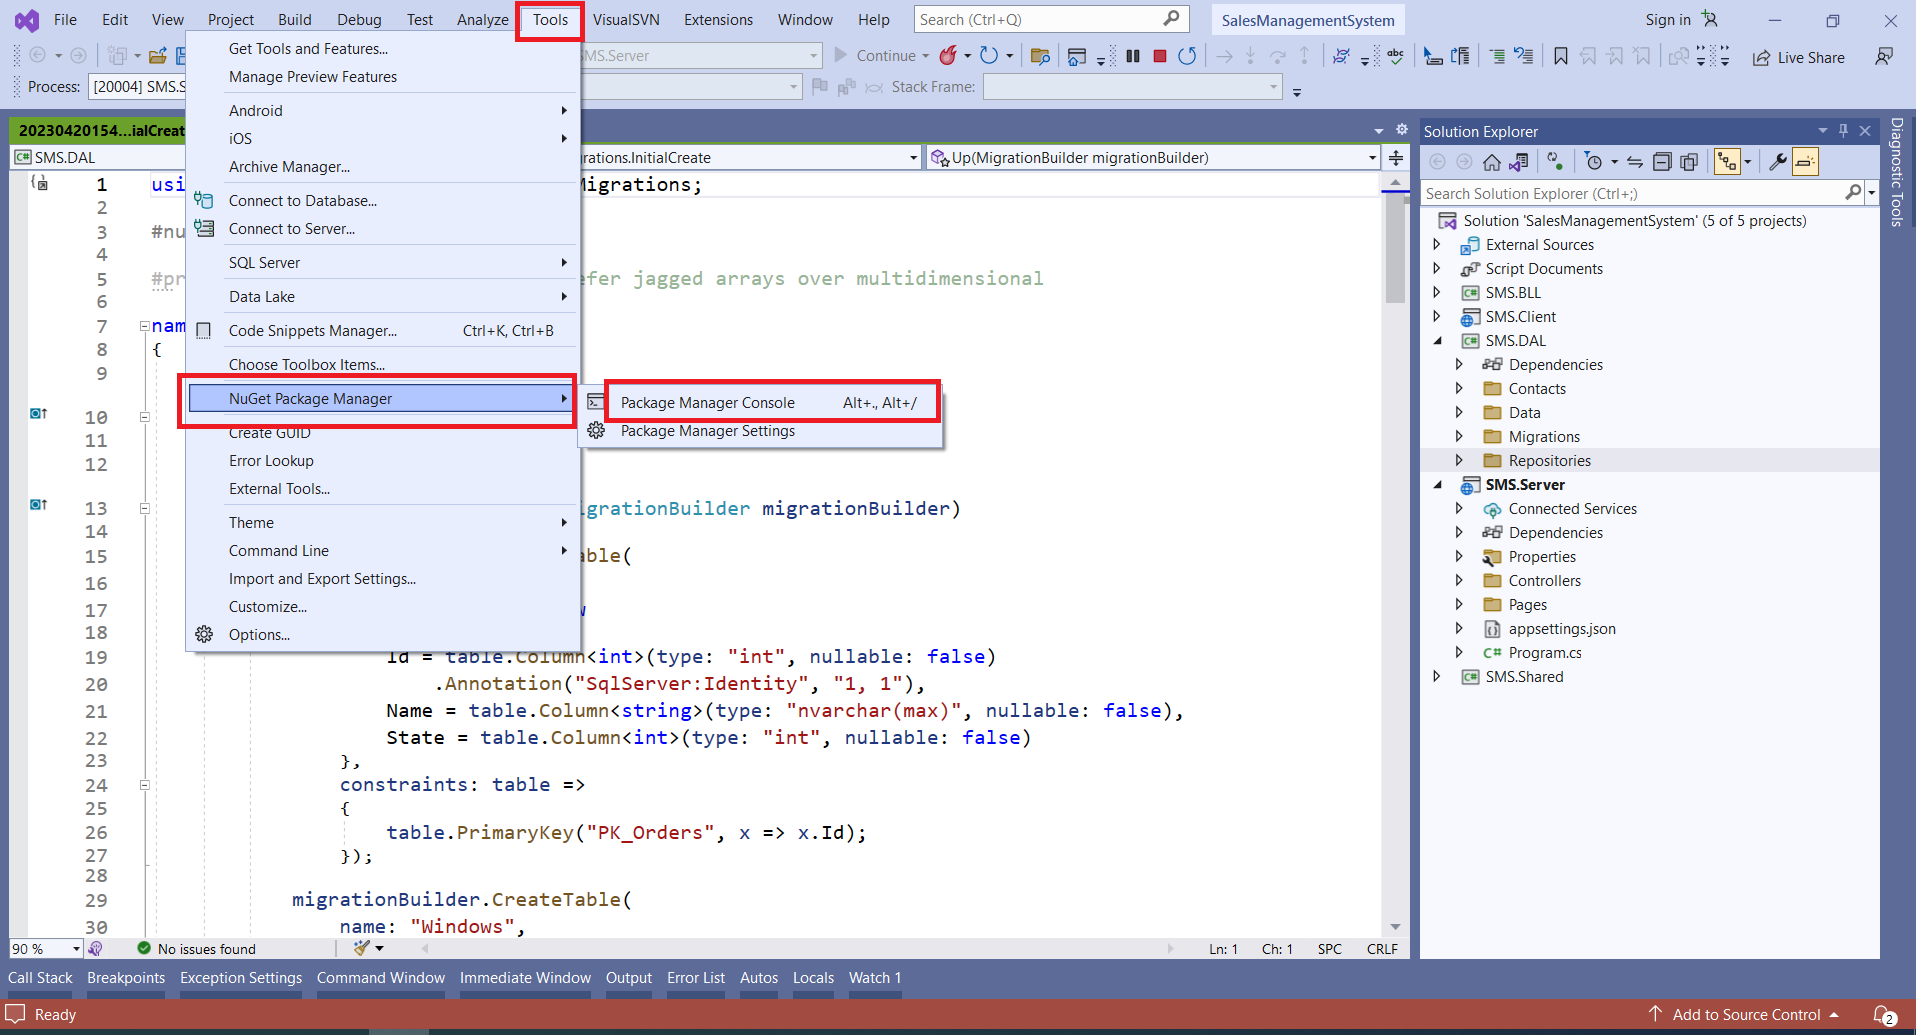 File Edit View Project Build Debug Test Analyze Tools VisualSVN Extensions Window Help Search (Ctrl+Q) SalesManagementSystem Sign in
SMS.Server Continue Live Share
Process: [20004] SMS.S Stack Frame:
Get Tools and Features...
Manage Preview Features
Android
iOS
Archive Manager...
Connect to Database...
Connect to Server...
SQL Server
Data Lake
Code Snippets Manager... Ctrl+K, Ctrl+B
Choose Toolbox Items...
NuGet Package Manager
Create GUID
Error Lookup
External Tools...
Theme
Command Line
Import and Export Settings...
Customize...
Options...
Package Manager Console Alt+., Alt+/
Package Manager Settings
20230420154...ialCreat
SMS.DAL rations.InitialCreate Up(MigrationBuilder migrationBuilder)
1 usi Migrations;
2
3 #nu
4
5 #pr efer jagged arrays over multidimensional
6
7 nam
8 {
9
10
11
12
13 igrationBuilder migrationBuilder)
14
15 able(
16
17 w
18
19 Id = table.Column<int>(type: "int", nullable: false)
20 .Annotation("SqlServer:Identity", "1, 1"),
21 Name = table.Column<string>(type: "nvarchar(max)", nullable: false),
22 State = table.Column<int>(type: "int", nullable: false)
23 },
24 constraints: table =>
25 {
26 table.PrimaryKey("PK_Orders", x => x.Id);
27 });
28
29 migrationBuilder.CreateTable(
30 name: "Windows",
90 % No issues found Ln: 1 Ch: 1 SPC CRLF
Solution Explorer
Search Solution Explorer (Ctrl+;)
Solution 'SalesManagementSystem' (5 of 5 projects)
External Sources
Script Documents
SMS.BLL
SMS.Client
SMS.DAL
Dependencies
Contacts
Data
Migrations
Repositories
SMS.Server
Connected Services
Dependencies
Properties
Controllers
Pages
appsettings.json
Program.cs
SMS.Shared
Diagnostic Tools
Call Stack Breakpoints Exception Settings Command Window Immediate Window Output Error List Autos Locals Watch 1
Ready Add to Source Control 2